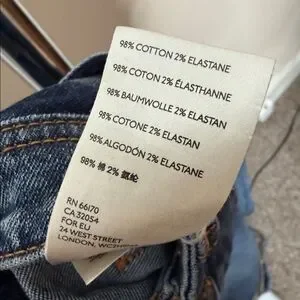 98% COTTON 2% ELASTANE
98% COTON 2% ÉLASTHANNE
98% BAUMWOLLE 2% ELASTAN
98% COTONE 2% ELASTAN
98% ALGODÓN 2% ELASTANE
98% 棉 2% 氨纶
RN 66170
CA 32054
FOR EU
24 WEST STREET
LONDON,